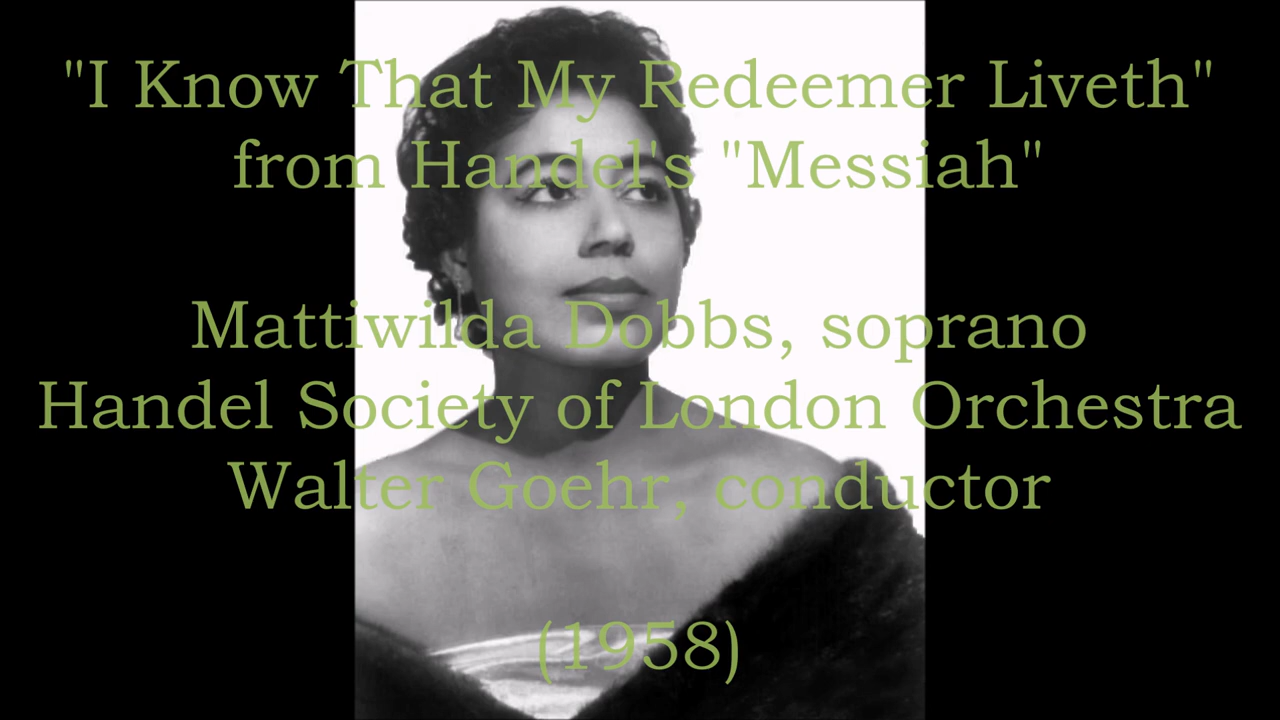 "I Know That My Redeemer Liveth"
from Handel's "Messiah"
Mattiwilda Dobbs, soprano
Handel Society of London Orchestra
Walter Goehr, conductor
(1958)